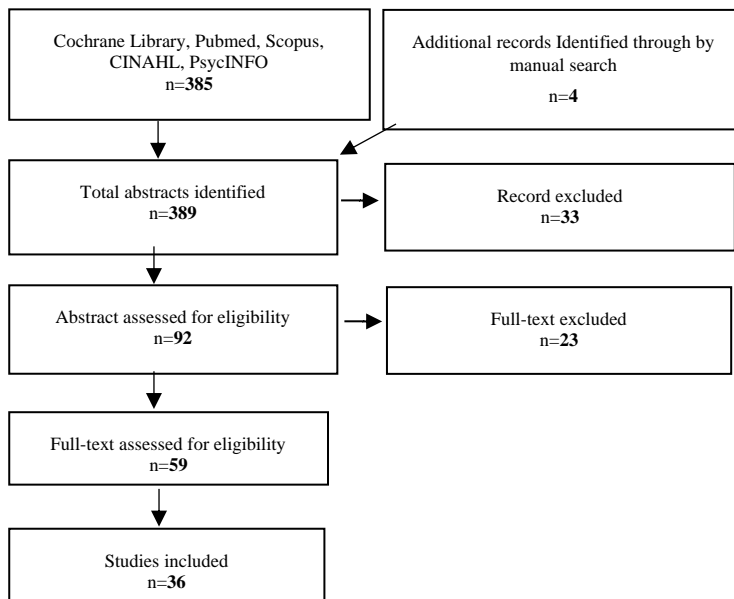 Cochrane Library, Pubmed, Scopus,
CINAHL, PsycINFO
n=385
Additional records Identified through by
manual search
n=4
Total abstracts identified
n=389
Record excluded
n=33
Abstract assessed for eligibility
n=92
Full-text excluded
n=23
Full-text assessed for eligibility
n=59
Studies included
n=36